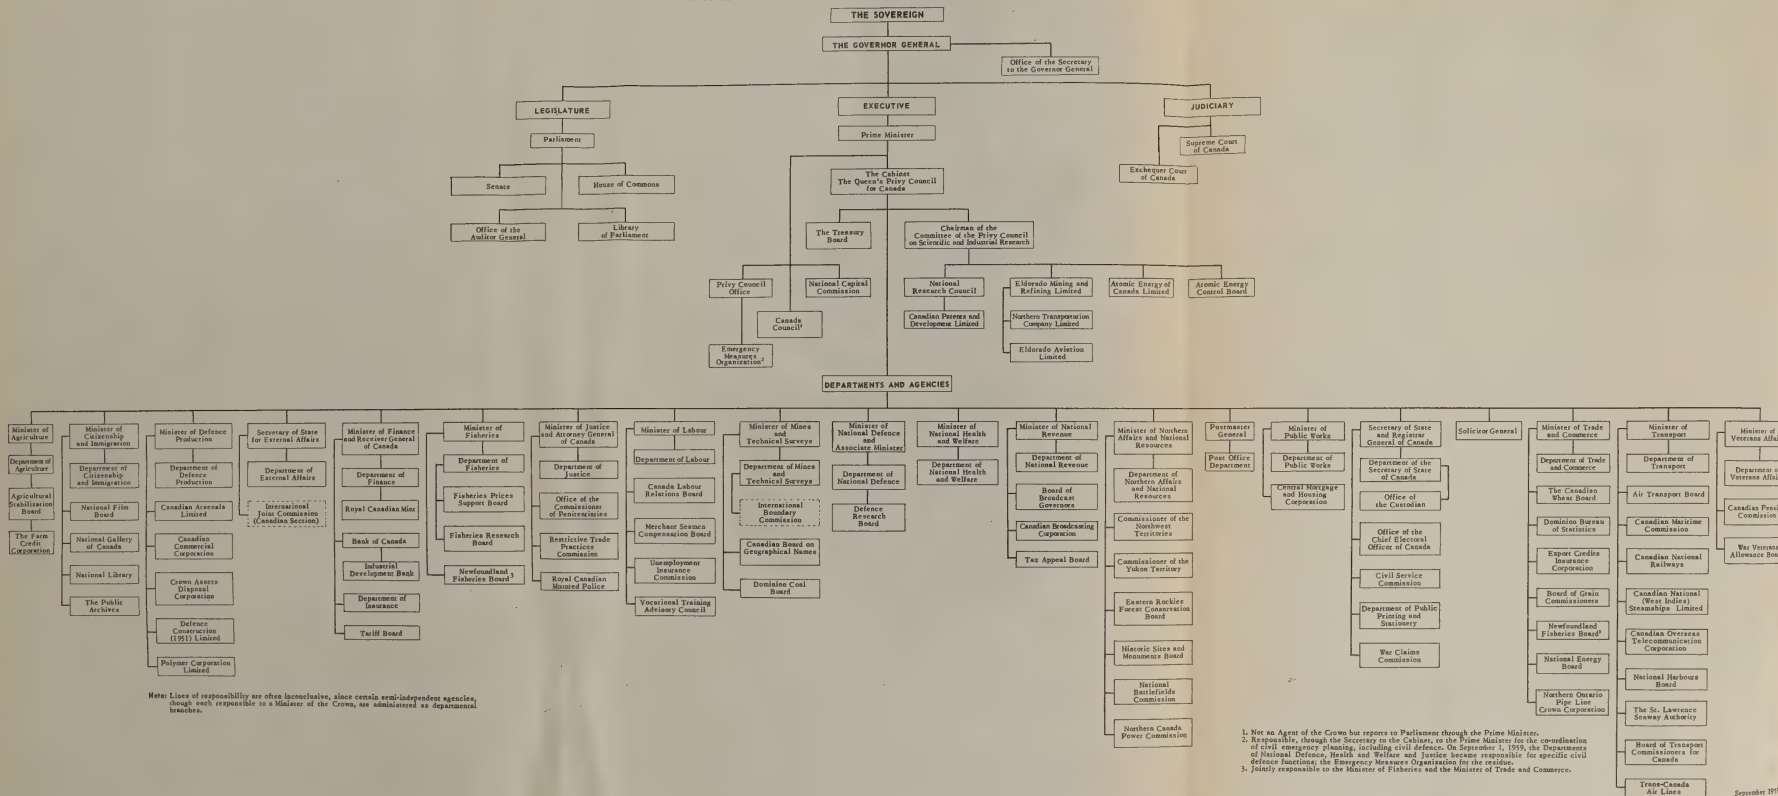 THE SOVEREIGN
THE GOVERNOR GENERAL
Office of the Secretary
to the Governor General
LEGISLATURE
EXECUTIVE
JUDICIARY
Parliament
Prime Minister
Supreme Court
of Canada
Exchequer Court
of Canada
Senate
House of Commons
The Cabinet
The Queen's Privy Council
for Canada
Office of the
Auditor General
Library
of Parliament
The Treasury
Board
Chairman of the
Committee of the Privy Council
on Scientific and Industrial Research
Privy Council
Office
National Capital
Commission
National
Research Council
Eldorado Mining and
Refining Limited
Atomic Energy of
Canada Limited
Atomic Energy
Control Board
Canada
Council¹
Canadian Patents and
Development Limited
Northern Transportation
Company Limited
Emergency
Measures
Organization²
Eldorado Aviation
Limited
DEPARTMENTS AND AGENCIES
Minister of
Agriculture
Department of
Agriculture
Agricultural
Stabilization
Board
The Farm
Credit
Corporation
Minister of
Citizenship
and Immigration
Department of
Citizenship
and Immigration
National Film
Board
National Gallery
of Canada
National Library
The Public
Archives
Minister of Defence
Production
Department of
Defence
Production
Canadian Arsenals
Limited
Canadian
Commercial
Corporation
Crown Assets
Disposal
Corporation
Defence
Construction
(1951) Limited
Polymer Corporation
Limited
Secretary of State
for External Affairs
Department of
External Affairs
International
Joint Commission
(Canadian Section)
Minister of Finance
and Receiver General
of Canada
Department of
Finance
Royal Canadian Mint
Bank of Canada
Industrial
Development Bank
Department of
Insurance
Tariff Board
Minister of
Fisheries
Department of
Fisheries
Fisheries Prices
Support Board
Fisheries Research
Board
Newfoundland
Fisheries Board³
Minister of Justice
and Attorney General
of Canada
Department of
Justice
Office of the
Commissioner
of Penitentiaries
Restrictive Trade
Practices
Commission
Royal Canadian
Mounted Police
Minister of Labour
Department of Labour
Canada Labour
Relations Board
Merchant Seamen
Compensation Board
Unemployment
Insurance
Commission
Vocational Training
Advisory Council
Minister of Mines
and
Technical Surveys
Department of Mines
and
Technical Surveys
International
Boundary
Commission
Canadian Board on
Geographical Names
Dominion Coal
Board
Minister of
National Defence
and
Associate Minister
Department of
National Defence
Defence
Research
Board
Minister of
National Health
and Welfare
Department of
National Health
and Welfare
Minister of National
Revenue
Department of
National Revenue
Board of
Broadcast
Governors
Canadian Broadcasting
Corporation
Tax Appeal Board
Minister of Northern
Affairs and National
Resources
Department of
Northern Affairs
and National
Resources
Commissioner of the
Northwest
Territories
Commissioner of the
Yukon Territory
Eastern Rockies
Forest Conservation
Board
Historic Sites and
Monuments Board
National
Battlefields
Commission
Northern Canada
Power Commission
Postmaster
General
Post Office
Department
Minister of
Public Works
Department of
Public Works
Central Mortgage
and Housing
Corporation
Secretary of State
and Registrar
General of Canada
Department of the
Secretary of State
of Canada
Office of
the Custodian
Office of the
Chief Electoral
Officer of Canada
Civil Service
Commission
Department of Public
Printing and
Stationery
War Claims
Commission
Solicitor General
Minister of Trade
and Commerce
Department of Trade
and Commerce
The Canadian
Wheat Board
Dominion Bureau
of Statistics
Export Credits
Insurance
Corporation
Board of Grain
Commissioners
Newfoundland
Fisheries Board³
National Energy
Board
Northern Ontario
Pipe Line
Crown Corporation
Minister of
Transport
Department of
Transport
Air Transport Board
Canadian Maritime
Commission
Canadian National
Railways
Canadian National
(West Indies)
Steamships Limited
Canadian Overseas
Telecommunication
Corporation
National Harbours
Board
The St. Lawrence
Seaway Authority
Board of Transport
Commissioners for
Canada
Trans-Canada
Air Lines
Minister of
Veterans Affai
Department of
Veterans Affai
Canadian Pensi
Commission
War Veterans
Allowance Boa
Note: Lines of responsibility are often inconclusive, since certain semi-independent agencies,
though each responsible to a Minister of the Crown, are administered as departmental
branches.
1. Not an Agent of the Crown but reports to Parliament through the Prime Minister.
2. Responsible, through the Secretary to the Cabinet, to the Prime Minister for the co-ordination
of civil emergency planning, including civil defence. On September 1, 1959, the Departments
of National Defence, Health and Welfare and Justice became responsible for specific civil
defence functions; the Emergency Measures Organization for the residue.
3. Jointly responsible to the Minister of Fisheries and the Minister of Trade and Commerce.
September 195